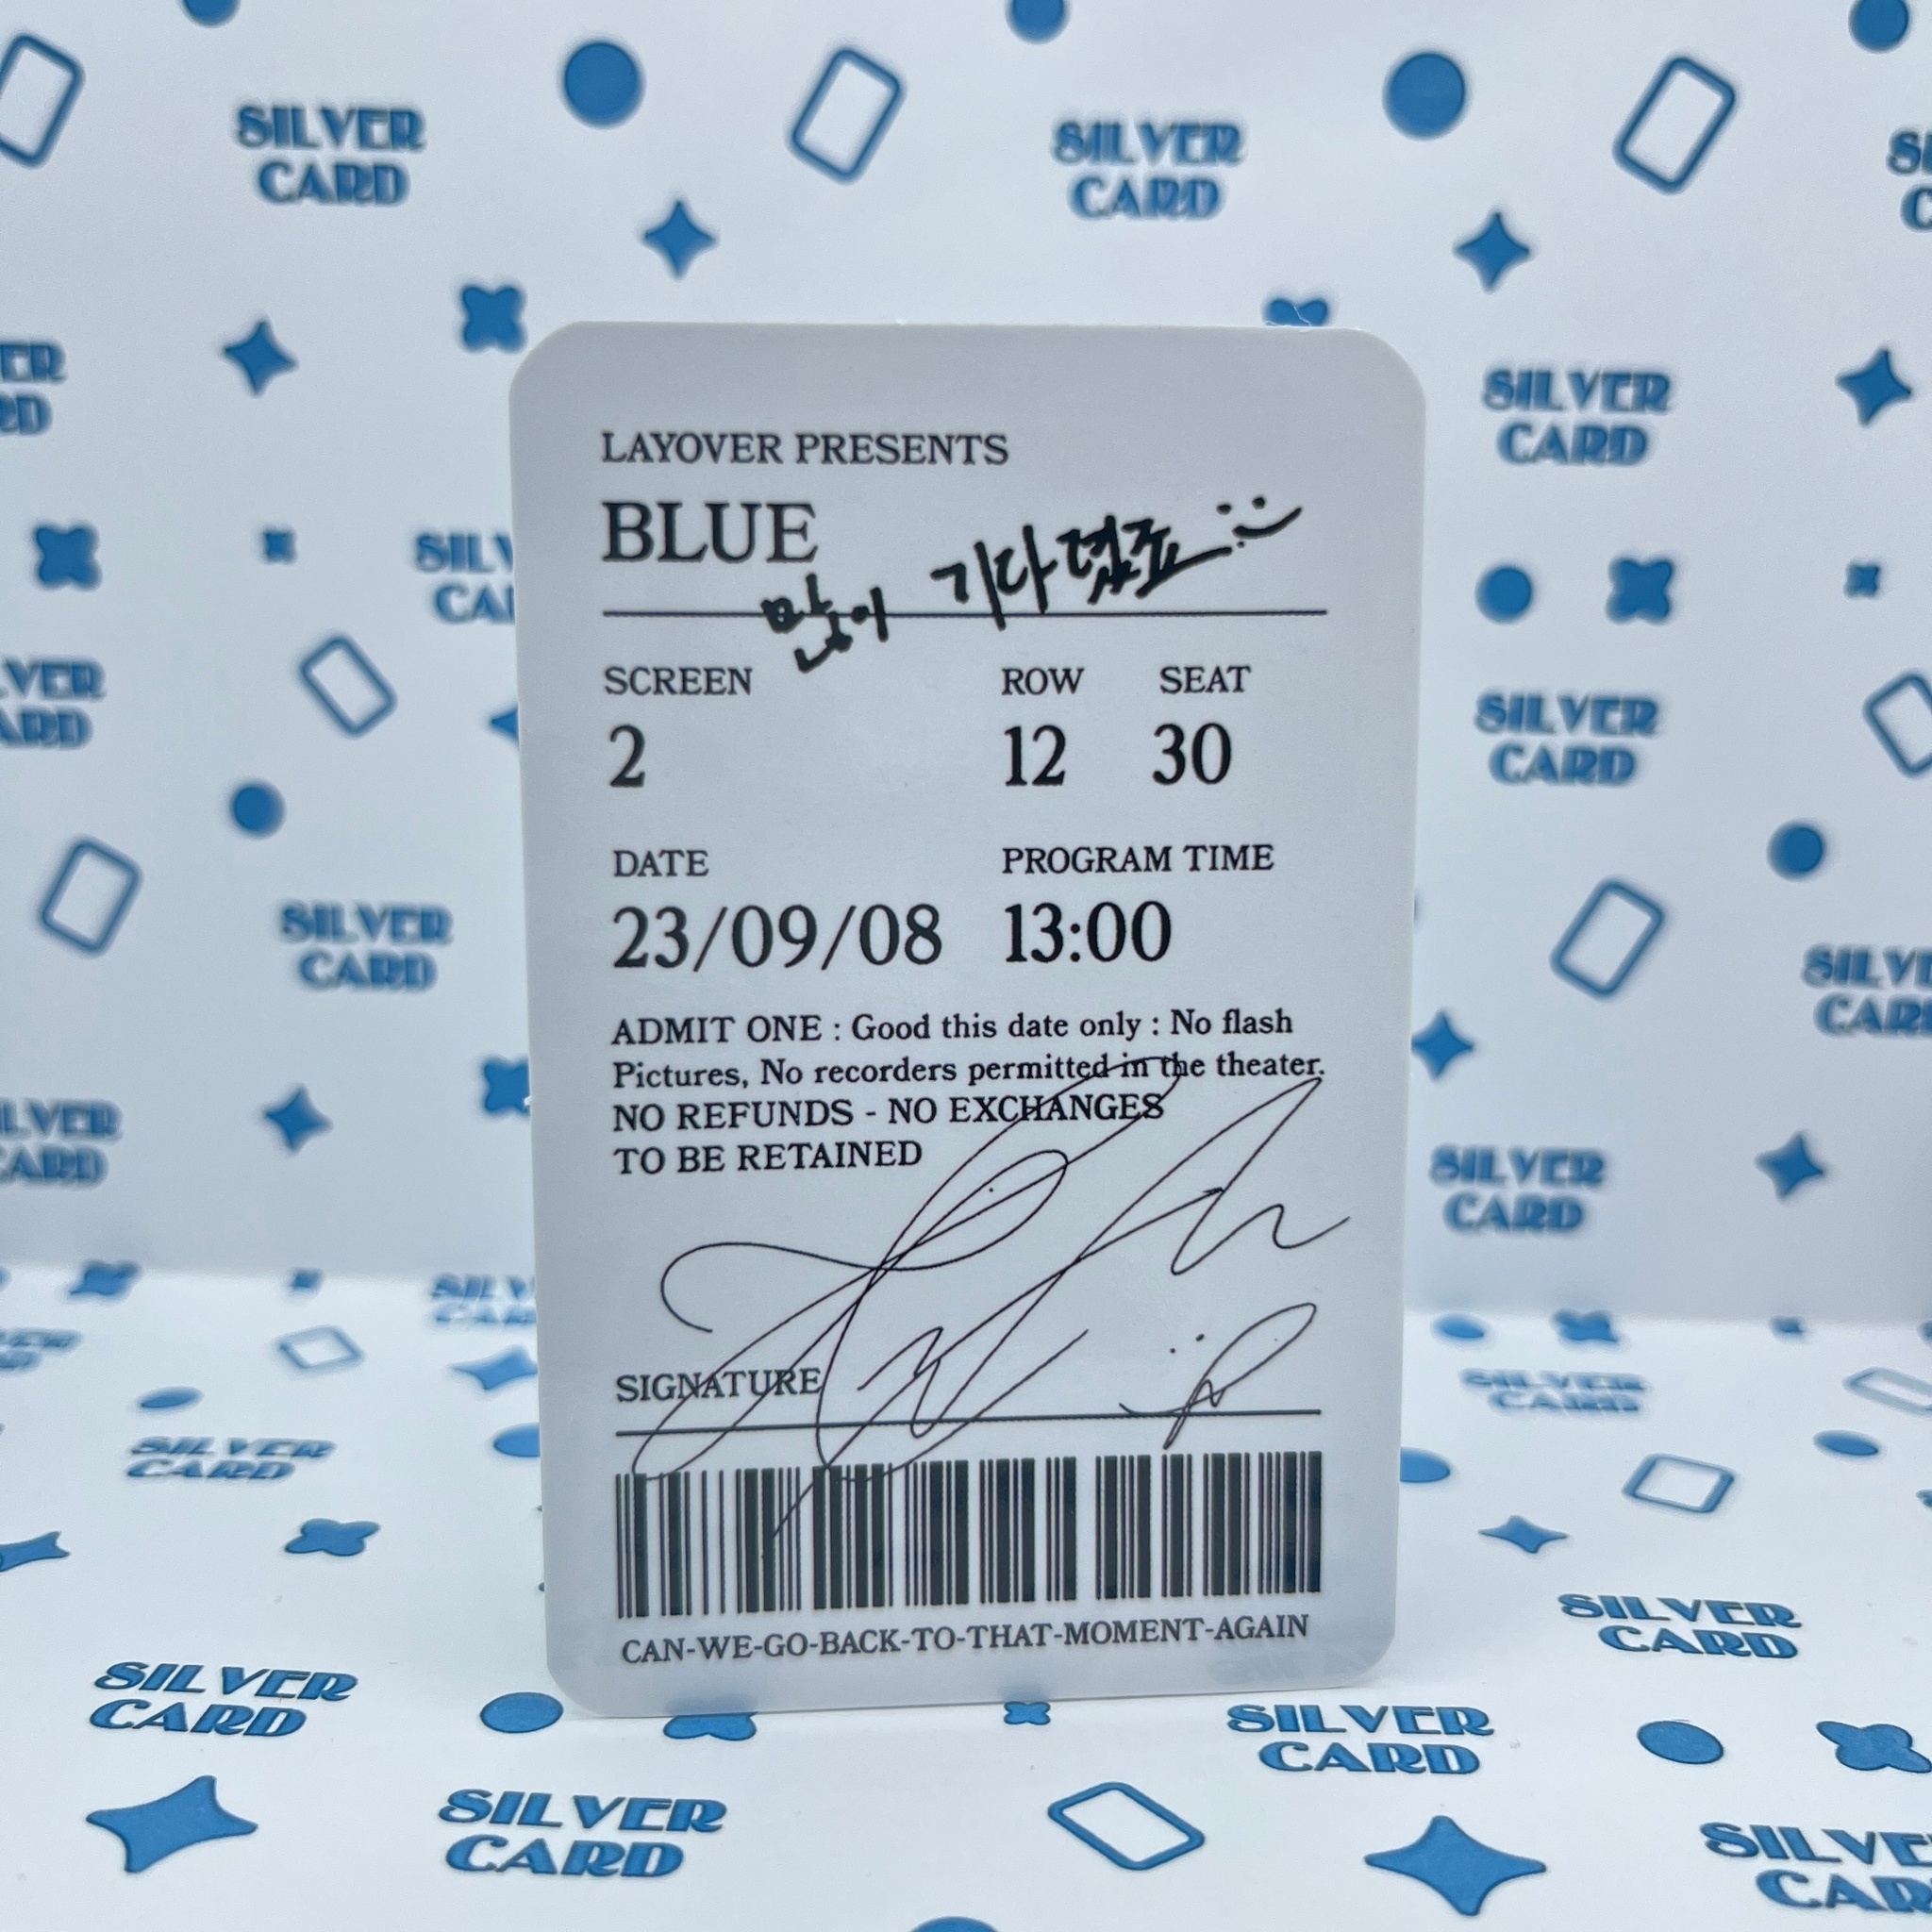 LAYOVER PRESENTS
BLUE
많이 기다렸죠
SCREEN ROW SEAT
2 12 30
DATE PROGRAM TIME
23/09/08 13:00
ADMIT ONE : Good this date only : No flash
Pictures, No recorders permitted in the theater.
NO REFUNDS - NO EXCHANGES
TO BE RETAINED
SIGNATURE
CAN-WE-GO-BACK-TO-THAT-MOMENT-AGAIN
SILVER
CARD